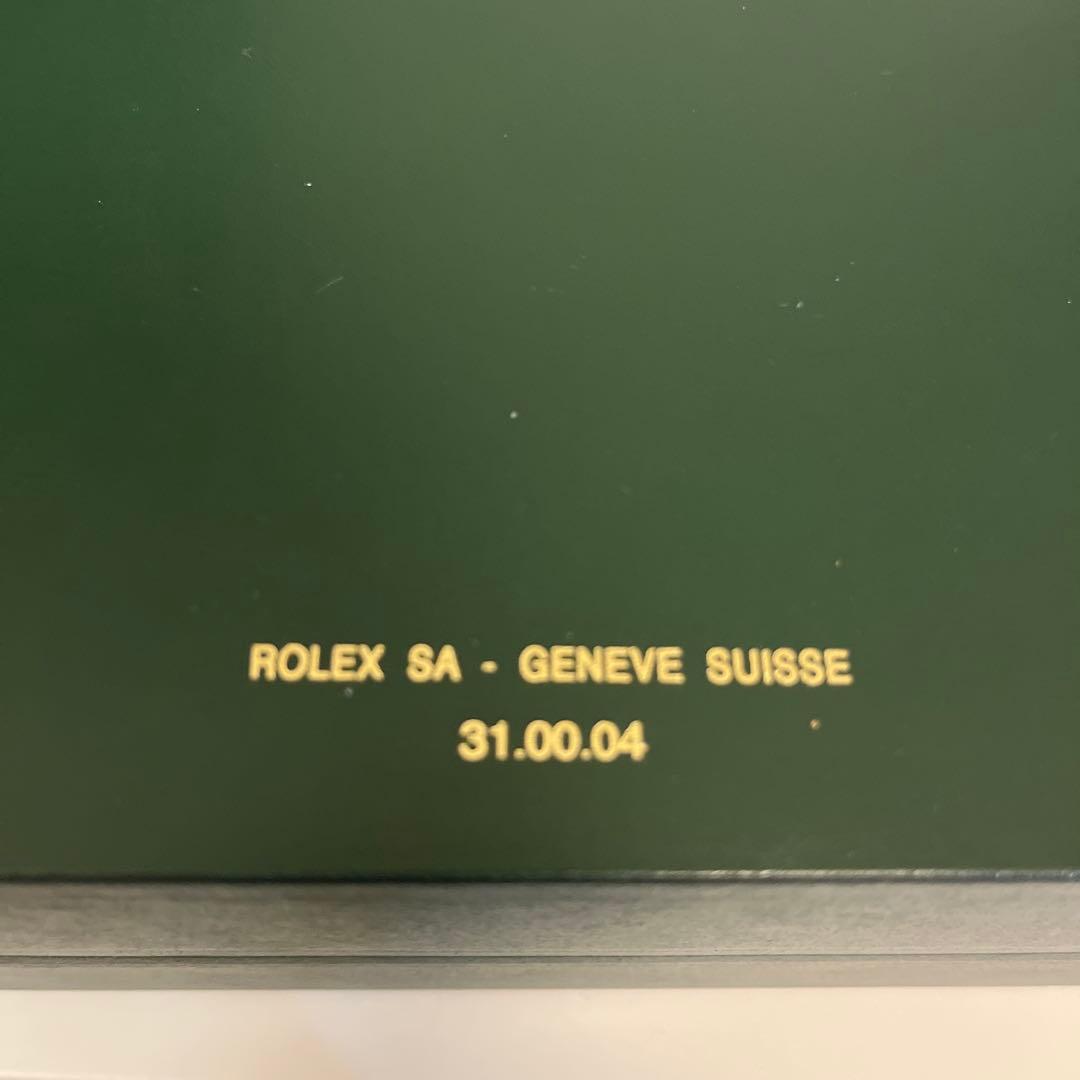 ROLEX SA - GENEVE SUISSE
31.00.04